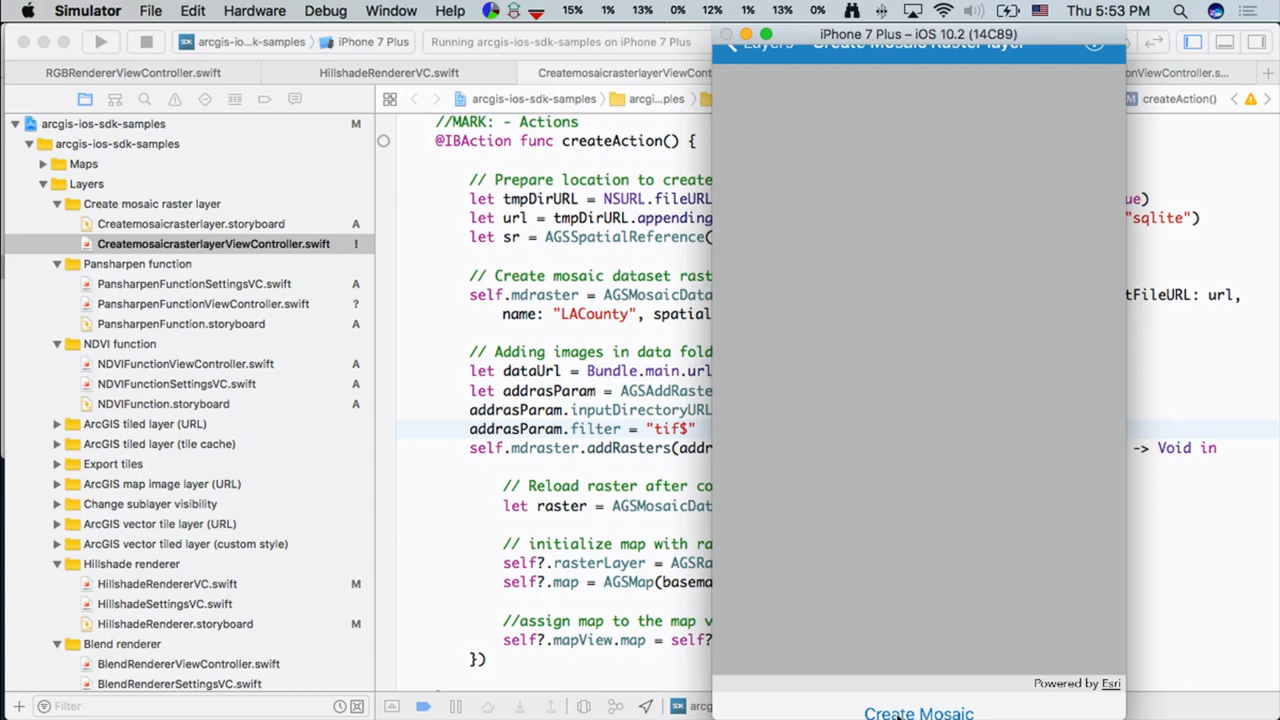 Simulator File Edit Hardware Debug Window Help 15% 1% 13% 0% 12% 1% 13% 0% Thu 5:53 PM
arcgis-io...k-samples iPhone 7 Plus Running arcgis-ios-sdk-samples on iPhone 7 Plus
iPhone 7 Plus – iOS 10.2 (14C89)
Layers Create Mosaic Raster layer
RGBRendererViewController.swift HillshadeRendererVC.swift CreatemosaicrasterlayerViewCont onViewController.s...
arcgis-ios-sdk-samples arcgi...ples createAction()
arcgis-ios-sdk-samples M
arcgis-ios-sdk-samples
Maps
Layers
Create mosaic raster layer
Createmosaicrasterlayer.storyboard A
CreatemosaicrasterlayerViewController.swift !
Pansharpen function
PansharpenFunctionSettingsVC.swift A
PansharpenFunctionViewController.swift ?
PansharpenFunction.storyboard A
NDVI function
NDVIFunctionViewController.swift A
NDVIFunctionSettingsVC.swift A
NDVIFunction.storyboard A
ArcGIS tiled layer (URL)
ArcGIS tiled layer (tile cache)
Export tiles
ArcGIS map image layer (URL)
Change sublayer visibility
ArcGIS vector tile layer (URL)
ArcGIS vector tiled layer (custom style)
Hillshade renderer
HillshadeRendererVC.swift M
HillshadeSettingsVC.swift
HillshadeRenderer.storyboard M
Blend renderer
BlendRendererViewController.swift
BlendRendererSettingsVC.swift
Filter
//MARK: - Actions
@IBAction func createAction() {
// Prepare location to create
let tmpDirURL = NSURL.fileURL ue)
let url = tmpDirURL.appending "sqlite")
let sr = AGSSpatialReference(
// Create mosaic dataset rast
self.mdraster = AGSMosaicData tFileURL: url,
name: "LACounty", spatial
// Adding images in data fold
let dataUrl = Bundle.main.url
let addrasParam = AGSAddRaste
addrasParam.inputDirectoryURL
addrasParam.filter = "tif$"
self.mdraster.addRasters(addr -> Void in
// Reload raster after co
let raster = AGSMosaicDat
// initialize map with ra
self?.rasterLayer = AGSRa
self?.map = AGSMap(basema
//assign map to the map v
self?.mapView.map = self?
})
arcg
Powered by Esri
Create Mosaic